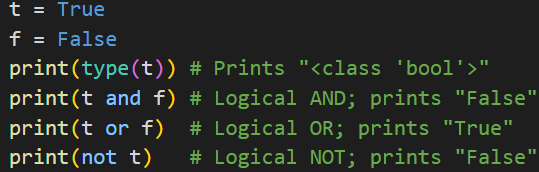 t = True
f = False
print(type(t)) # Prints "<class 'bool'>"
print(t and f) # Logical AND; prints "False"
print(t or f)  # Logical OR; prints "True"
print(not t)   # Logical NOT; prints "False"